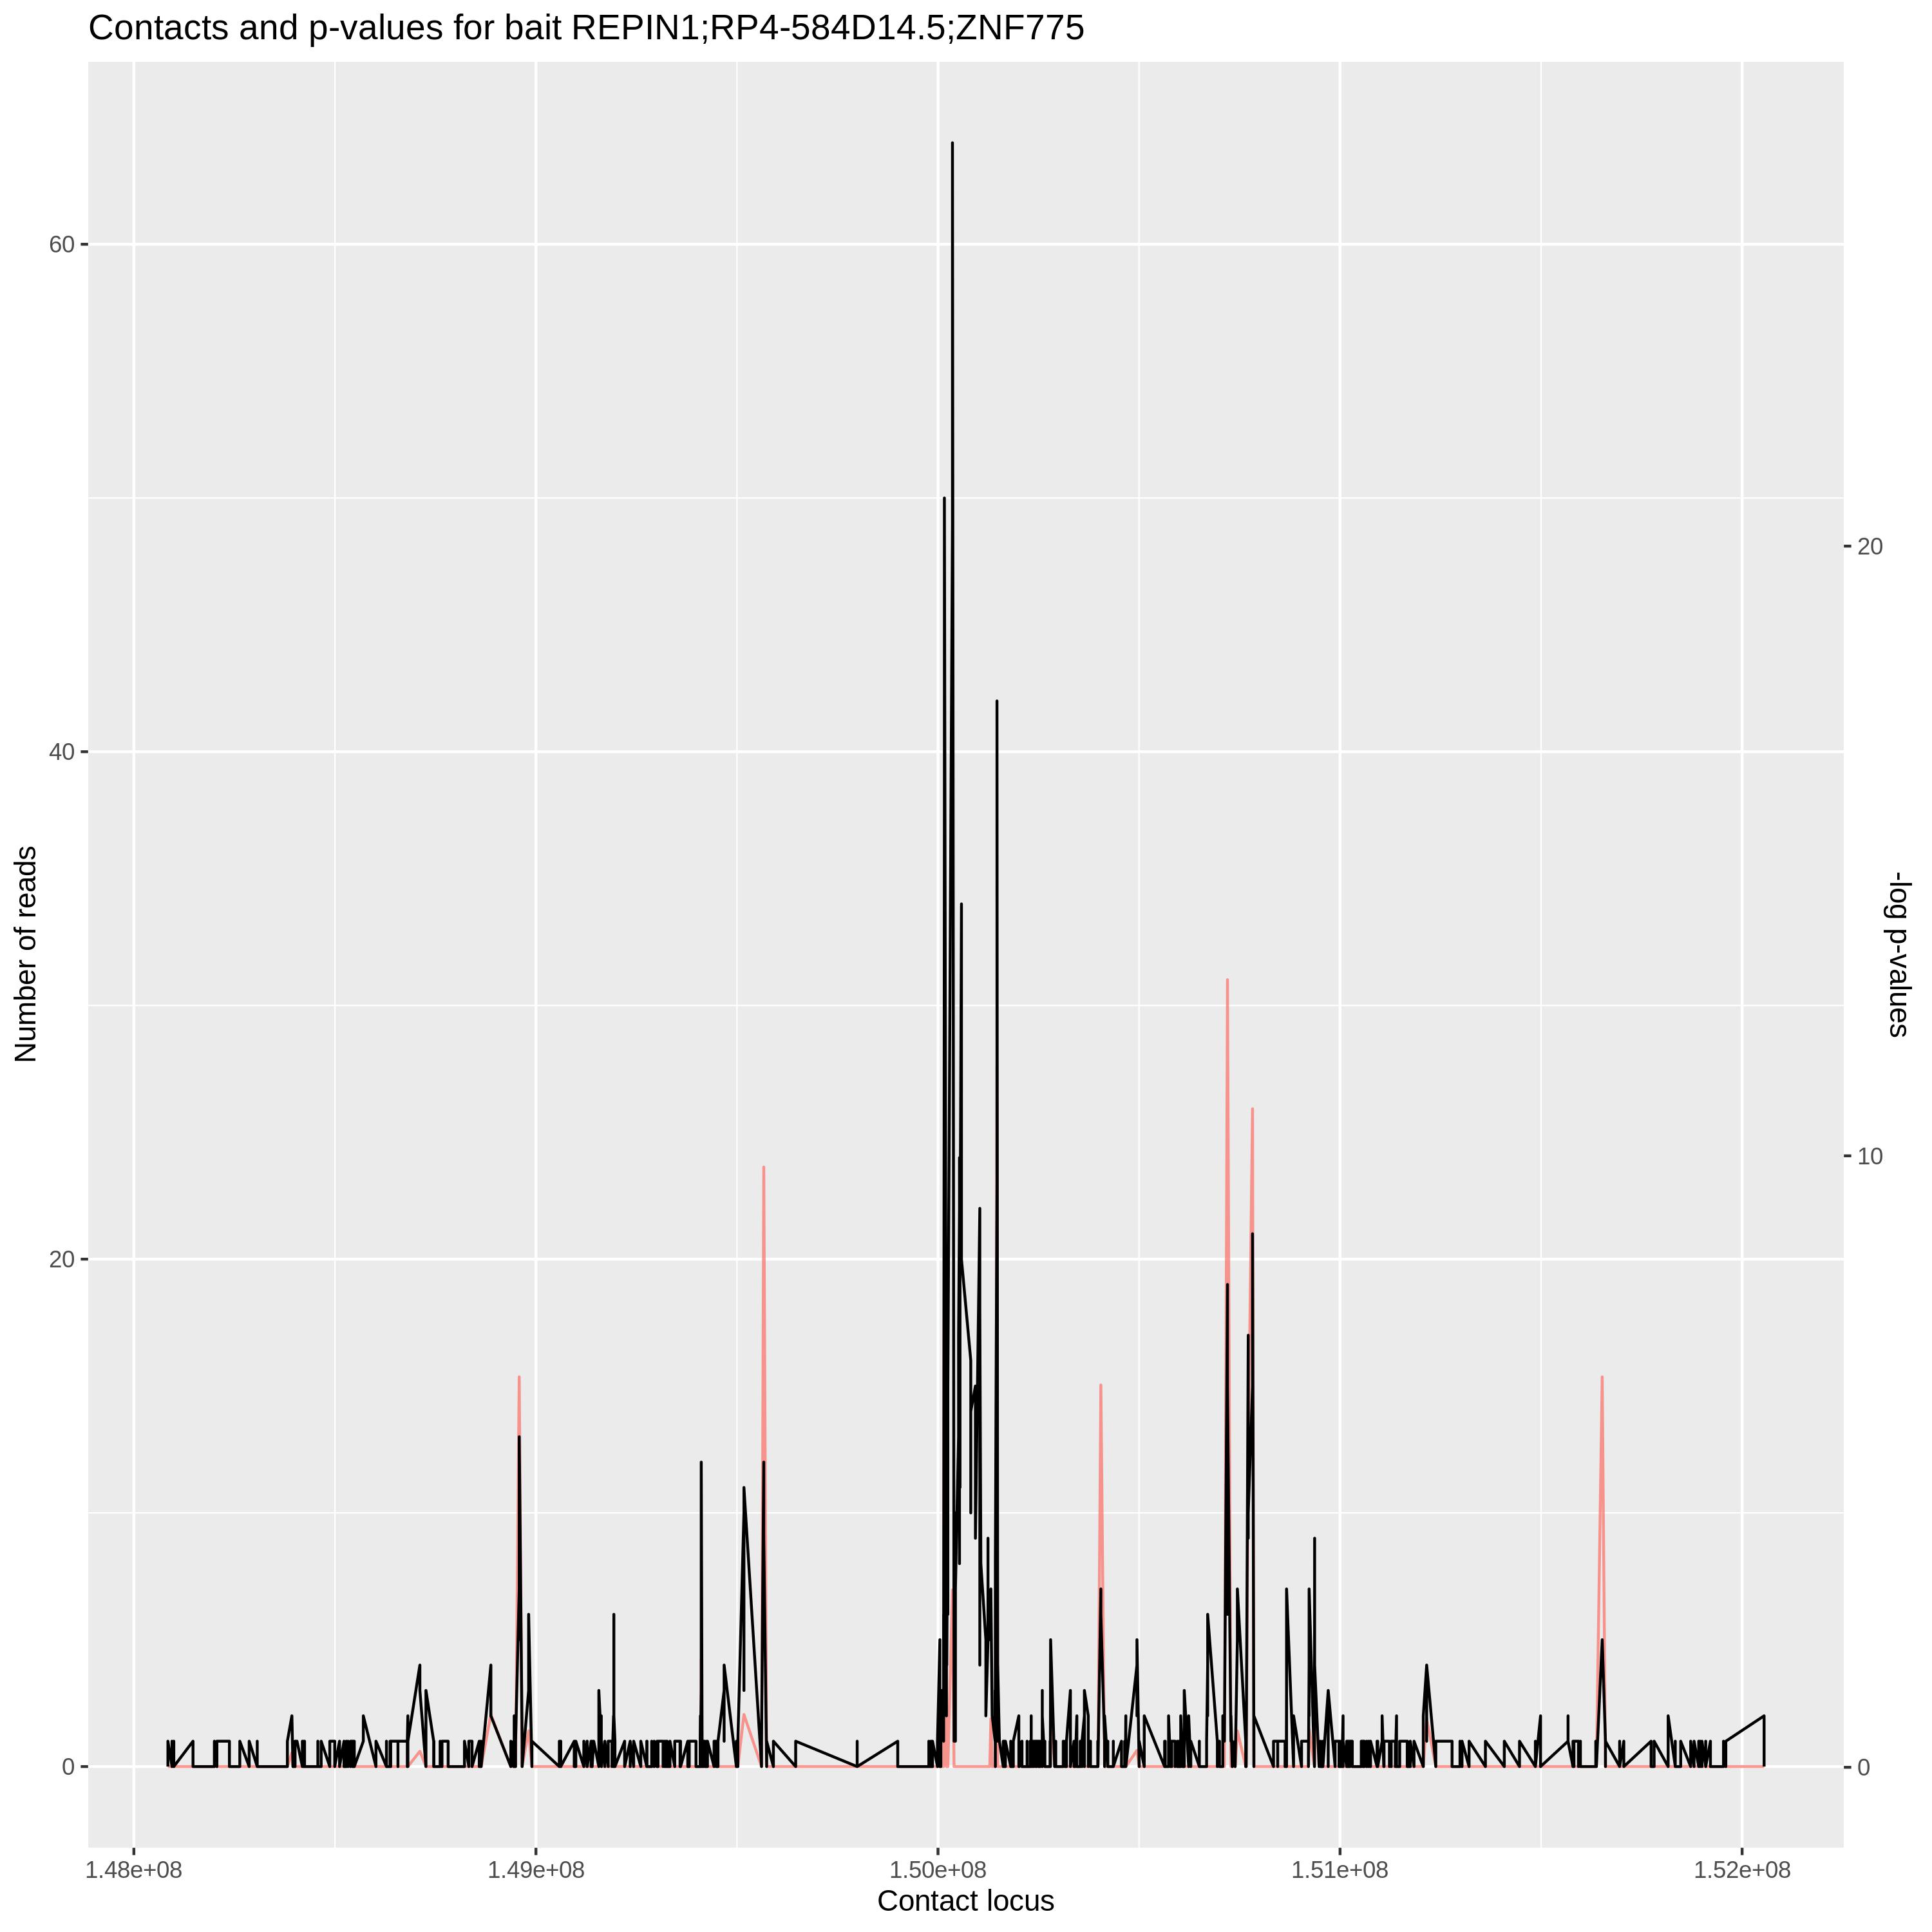 Contacts and p-values for bait REPIN1;RP4-584D14.5;ZNF775
60
40
20
0
Number of reads
20
10
0
-log p-values
1.48e+08
1.49e+08
1.50e+08
1.51e+08
1.52e+08
Contact locus